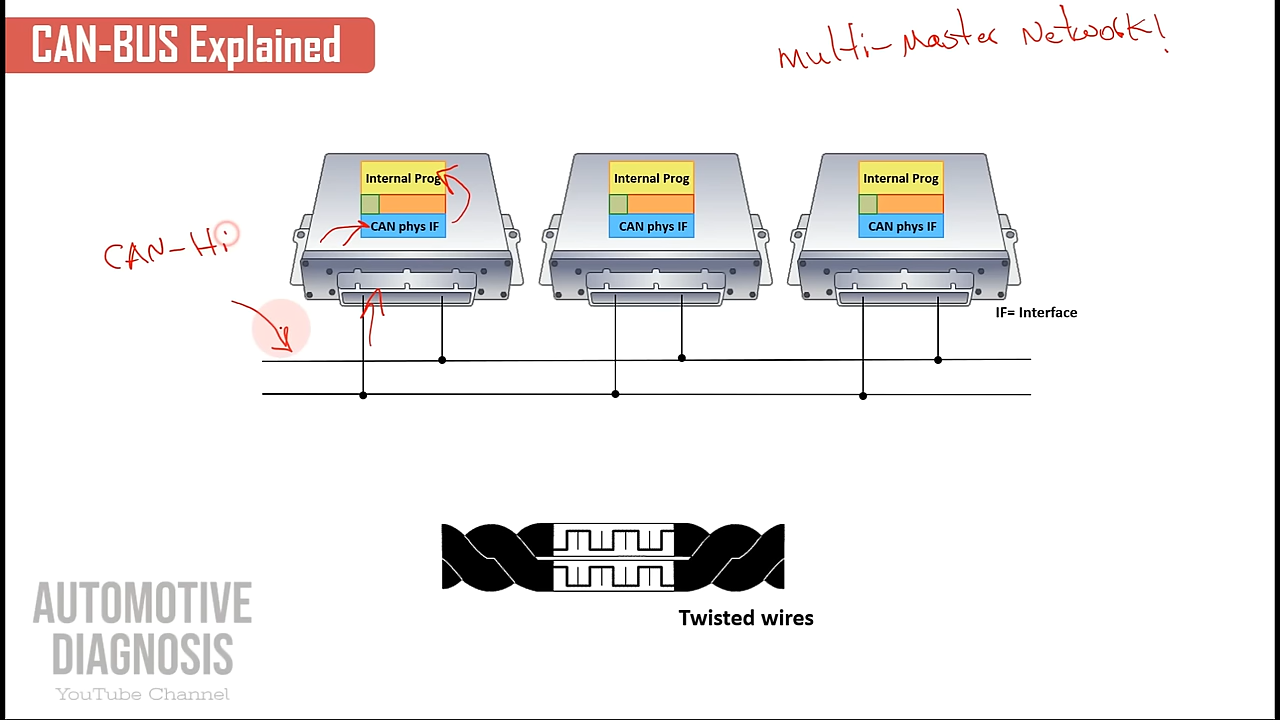 CAN-BUS Explained
Multi-Master Network!
Internal Prog
CAN phys IF
Internal Prog
CAN phys IF
Internal Prog
CAN phys IF
CAN-Hi
IF= Interface
Twisted wires
AUTOMOTIVE
DIAGNOSIS
YouTube Channel